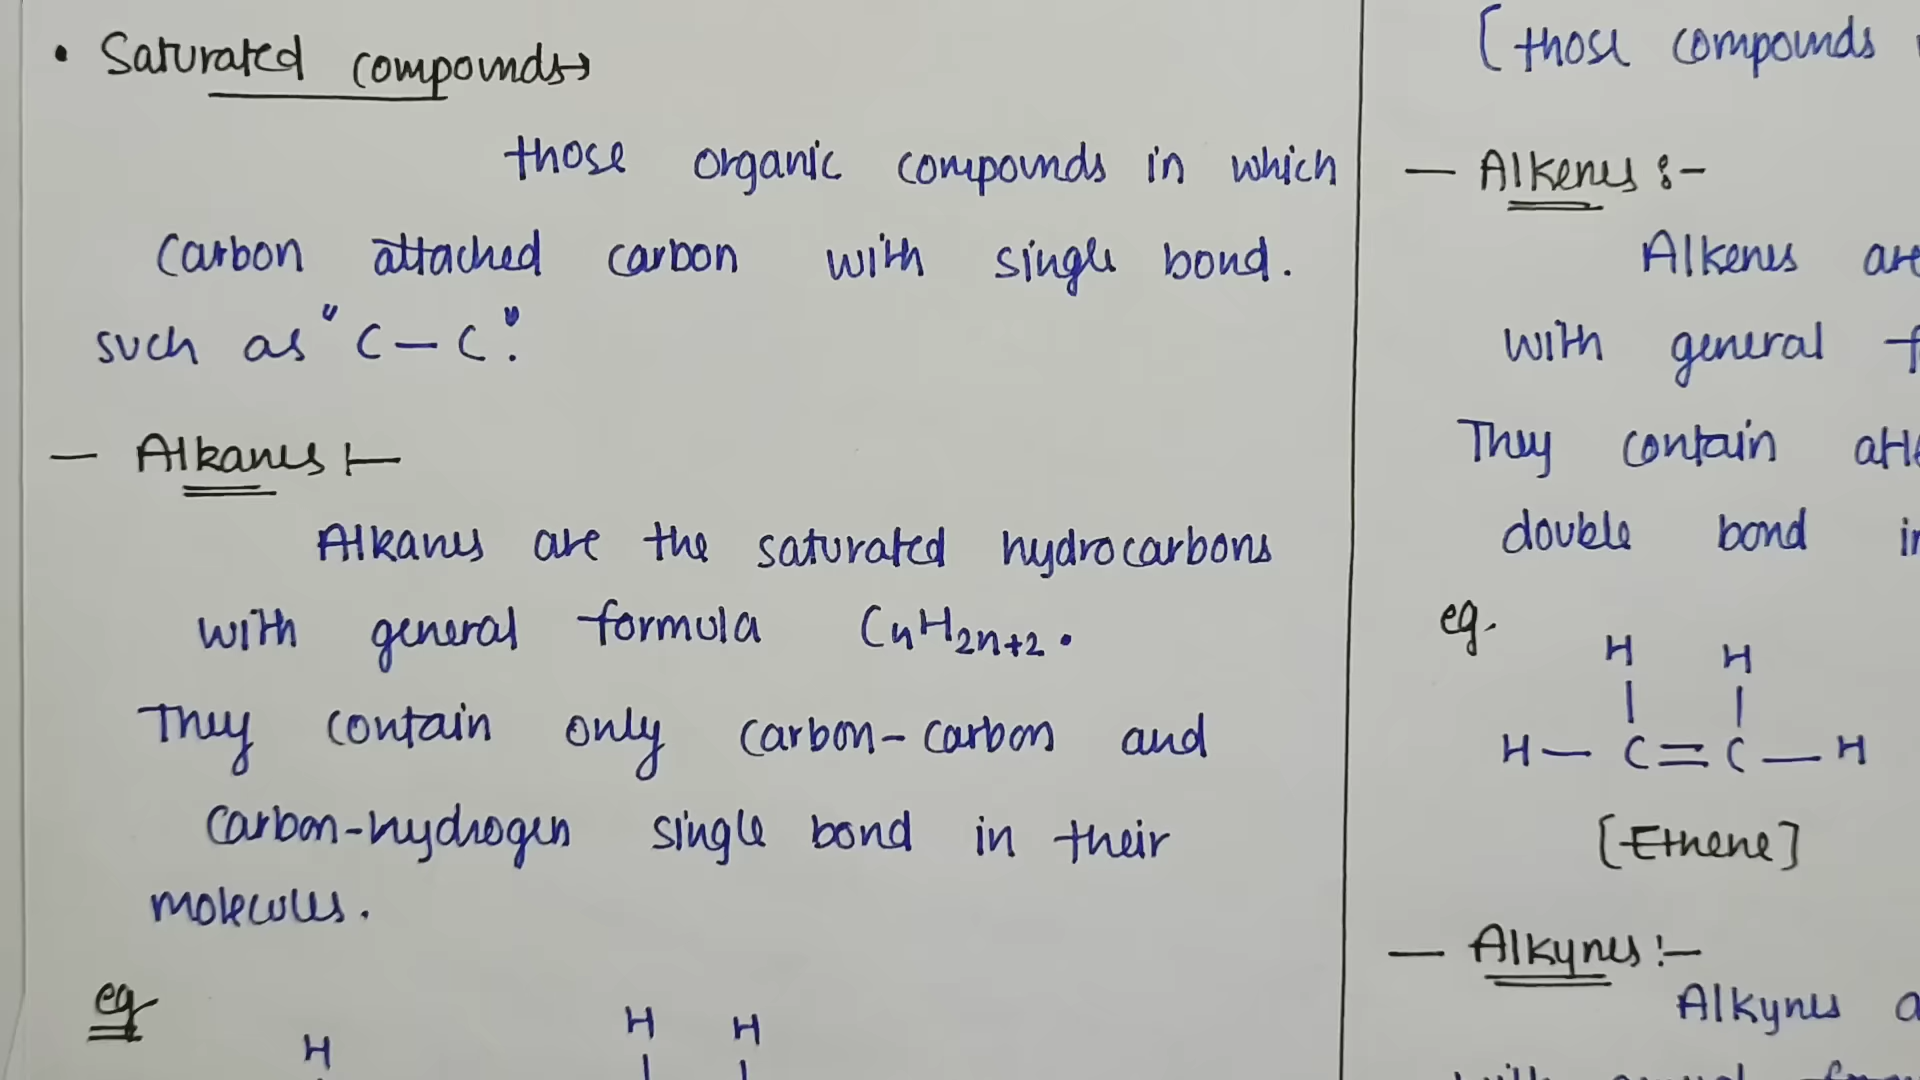 • Saturated compounds→
those organic compounds in which
carbon attached carbon with single bond.
such as "C–C".
— Alkanes :—
Alkanes are the saturated hydrocarbons
with general formula CnH2n+2.
They contain only carbon-carbon and
carbon-hydrogen single bond in their
molecules.
eg
H H H
[those compounds
— Alkenes :-
Alkenes are
with general
They contain
double bond
eg.
H H
| |
H — C = C — H
[Ethene]
— Alkynes :-
Alkynes